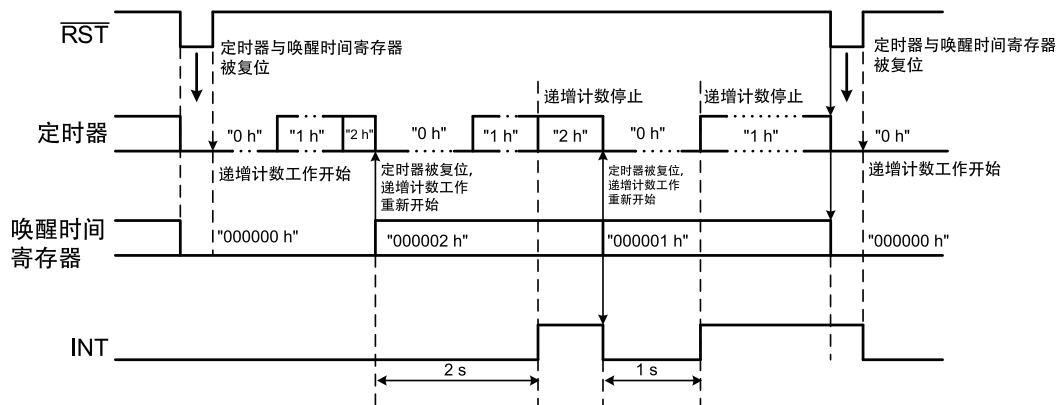 RST
定时器与唤醒时间寄存器
被复位
定时器与唤醒时间寄存器
被复位
递增计数停止
递增计数停止
定时器
"0 h"
"1 h"
"2 h"
"0 h"
"1 h"
"2 h"
"0 h"
"1 h"
"0 h"
递增计数工作开始
定时器被复位,
递增计数工作
重新开始
定时器被复位,
递增计数工作
重新开始
递增计数工作开始
唤醒时间
寄存器
"000000 h"
"000002 h"
"000001 h"
"000000 h"
INT
2 s
1 s